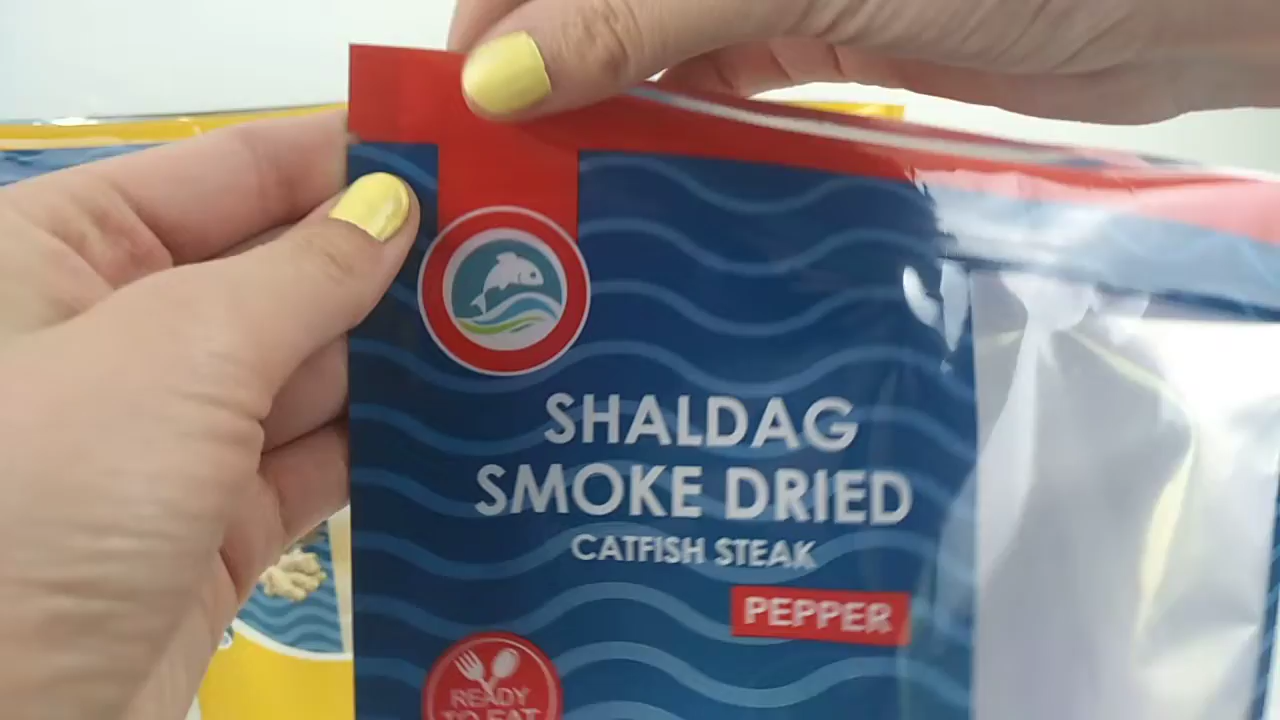 SHALDAG
SMOKE DRIED
CATFISH STEAK
PEPPER
READY
TO EAT